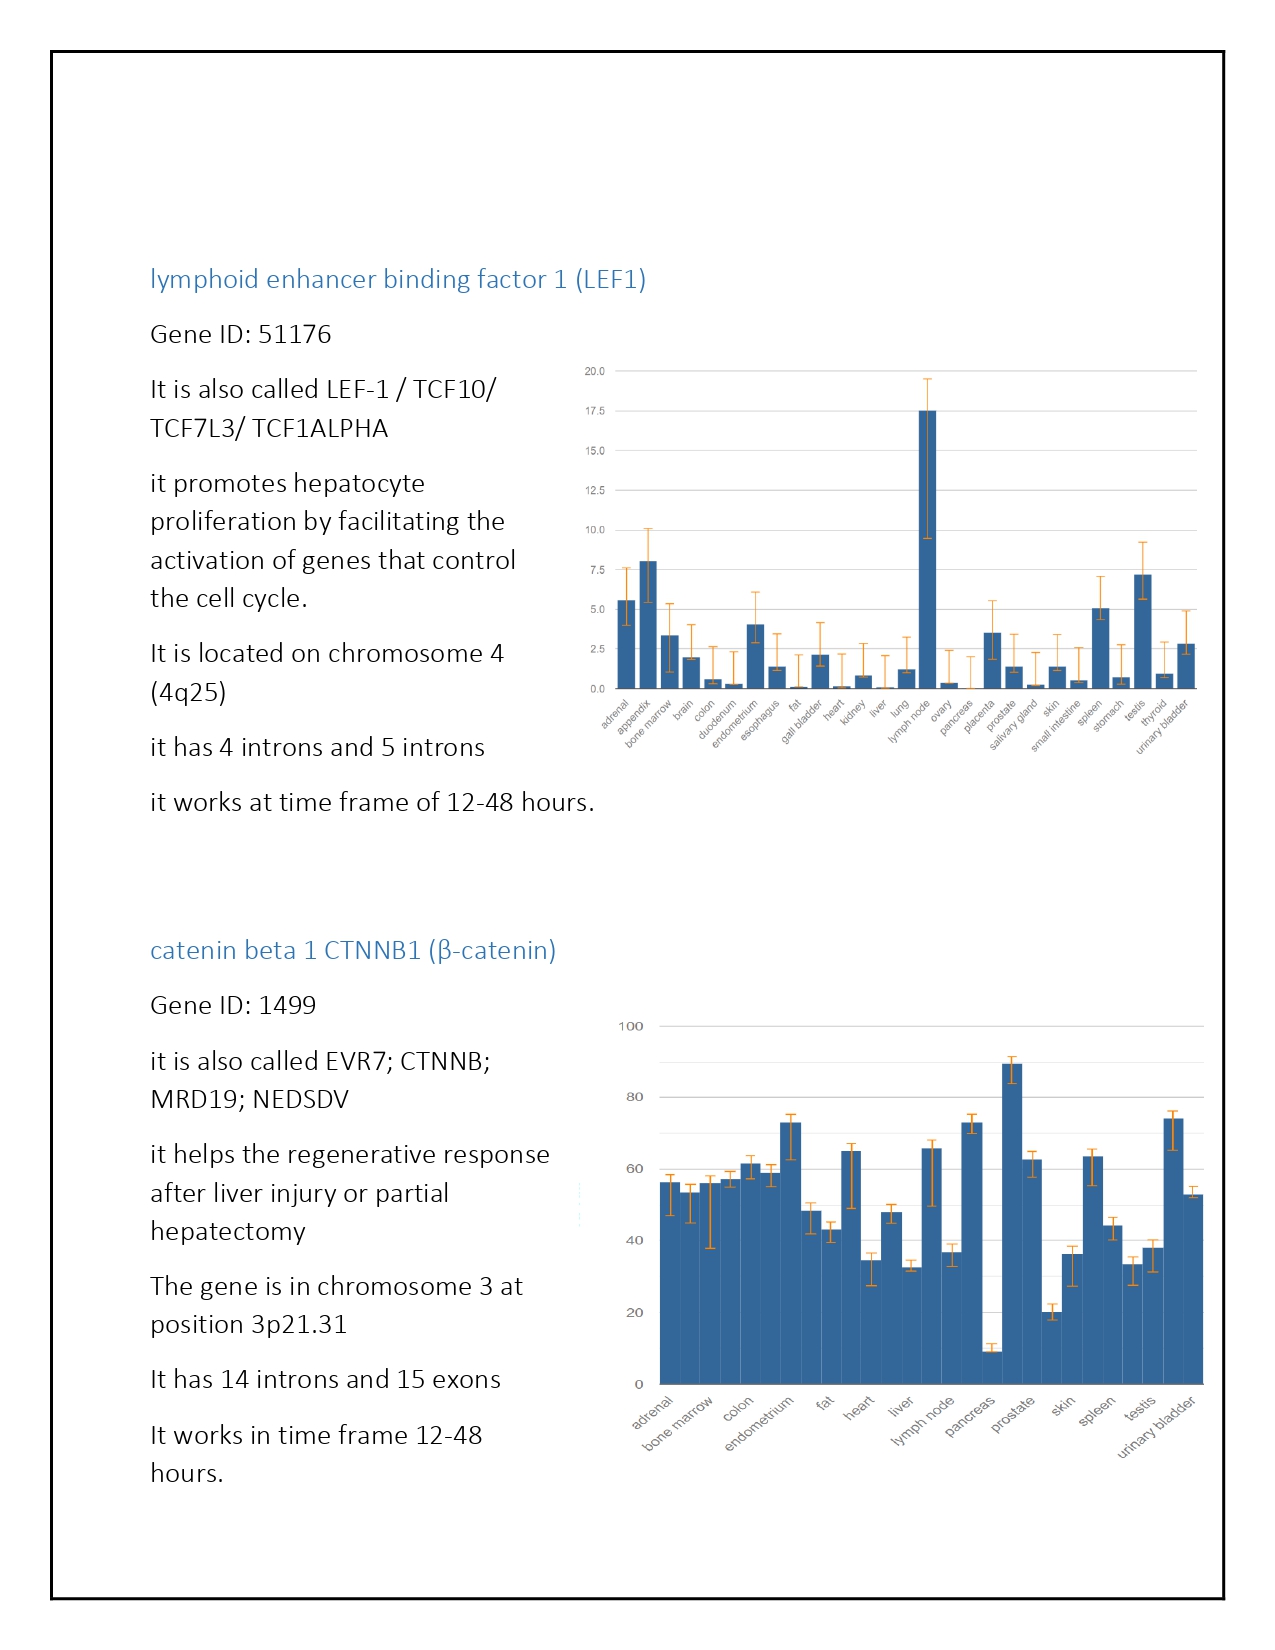 lymphoid enhancer binding factor 1 (LEF1)
Gene ID: 51176
It is also called LEF-1 / TCF10/
TCF7L3/ TCF1ALPHA
it promotes hepatocyte
proliferation by facilitating the
activation of genes that control
the cell cycle.
It is located on chromosome 4
(4q25)
it has 4 introns and 5 introns
it works at time frame of 12-48 hours.
20.0
17.5
15.0
12.5
10.0
7.5
5.0
2.5
0.0
adrenal
appendix
bone marrow
brain
colon
duodenum
endometrium
esophagus
fat
gall bladder
heart
kidney
liver
lung
lymph node
ovary
pancreas
placenta
prostate
salivary gland
skin
small intestine
spleen
stomach
testis
thyroid
urinary bladder
catenin beta 1 CTNNB1 (β-catenin)
Gene ID: 1499
it is also called EVR7; CTNNB;
MRD19; NEDSDV
it helps the regenerative response
after liver injury or partial
hepatectomy
The gene is in chromosome 3 at
position 3p21.31
It has 14 introns and 15 exons
It works in time frame 12-48
hours.
100
80
60
40
20
0
adrenal
bone marrow
colon
endometrium
fat
heart
liver
lymph node
pancreas
prostate
skin
spleen
testis
urinary bladder